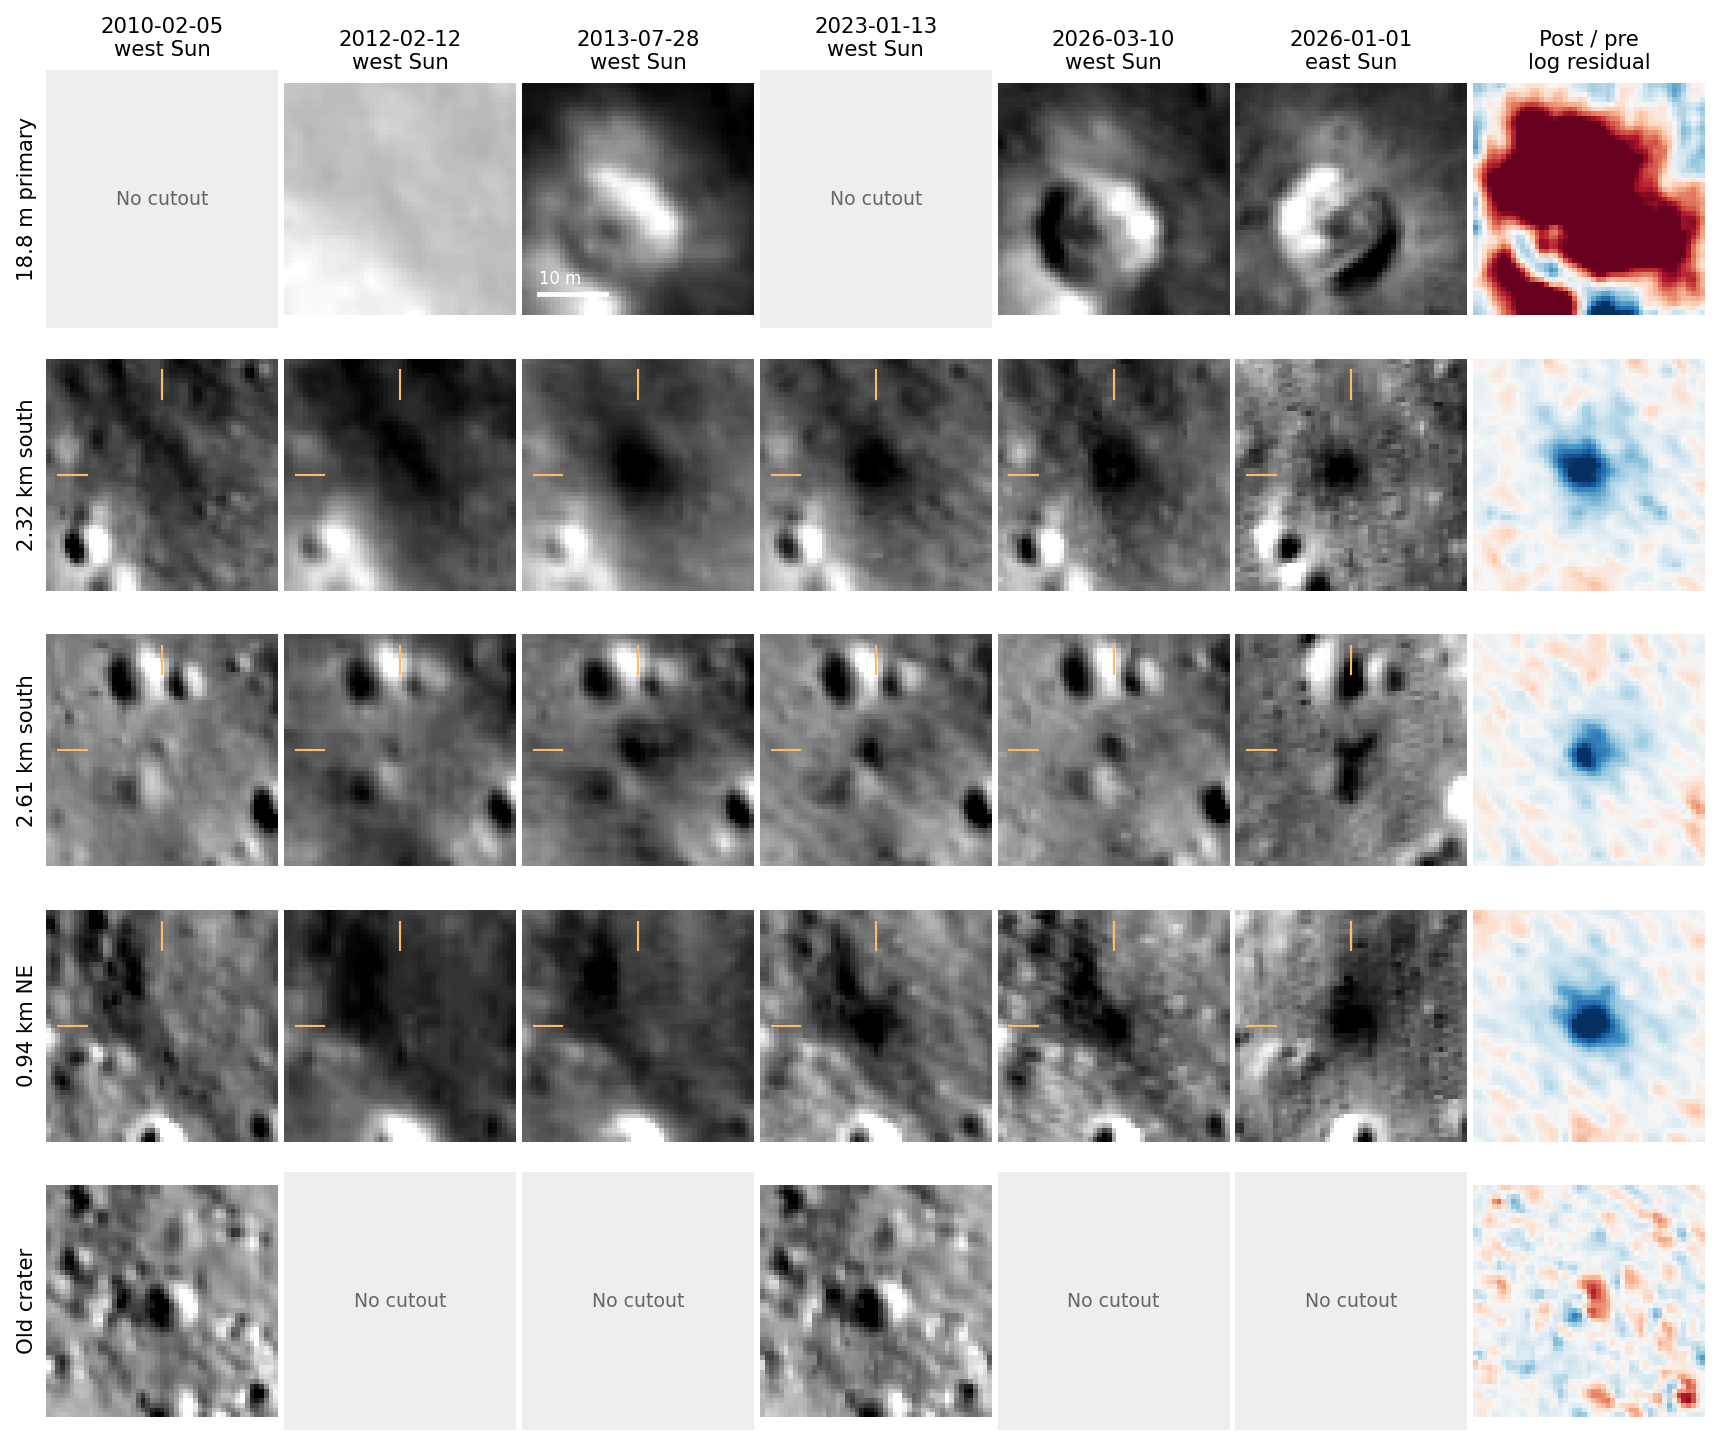 2010-02-05
west Sun
2012-02-12
west Sun
2013-07-28
west Sun
2023-01-13
west Sun
2026-03-10
west Sun
2026-01-01
east Sun
Post / pre
log residual
18.8 m primary
No cutout
10 m
No cutout
2.32 km south
2.61 km south
0.94 km NE
Old crater
No cutout
No cutout
No cutout
No cutout